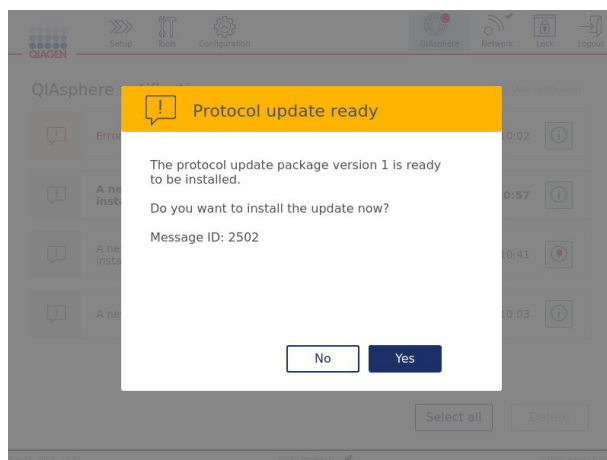 Setup
Tools
Configuration
QIAsphere
Network
Lock
Logout
QIAGEN
QIAsphere
Protocol update ready
Erro
10:02
The protocol update package version 1 is ready
to be installed.
A ne
insta
0:57
Do you want to install the update now?
Message ID: 2502
A ne
insta
10:41
A ne
10:03
No
Yes
Select all
Delete